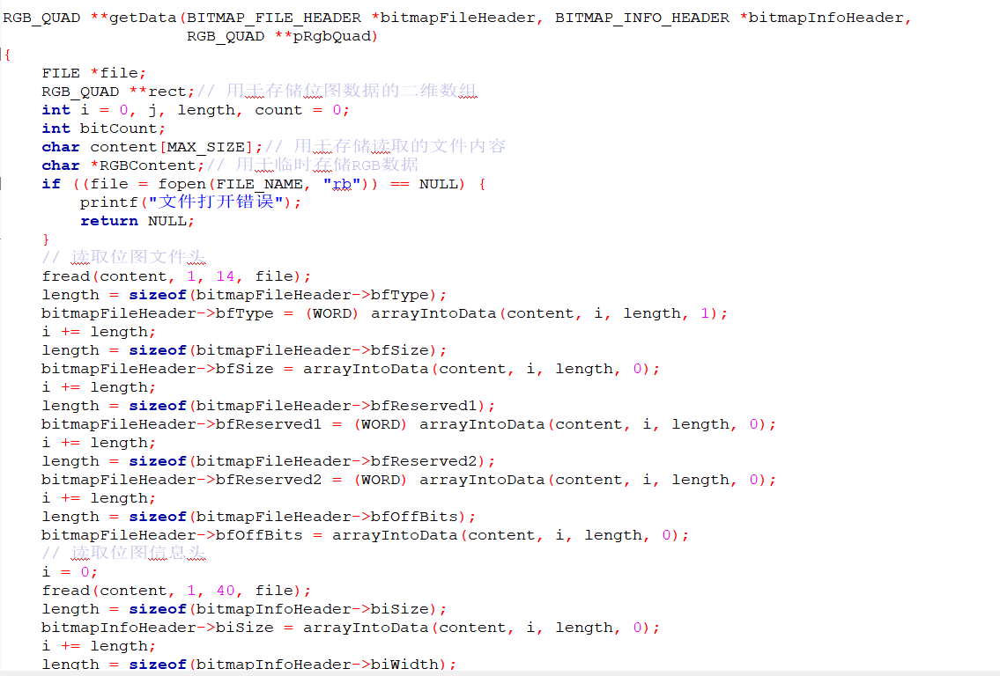 RGB_QUAD **getData(BITMAP_FILE_HEADER *bitmapFileHeader, BITMAP_INFO_HEADER *bitmapInfoHeader,
                   RGB_QUAD **pRgbQuad)
{
    FILE *file;
    RGB_QUAD **rect;// 用于存储位图数据的二维数组
    int i = 0, j, length, count = 0;
    int bitCount;
    char content[MAX_SIZE];// 用于存储读取的文件内容
    char *RGBContent;// 用于临时存储RGB数据
    if ((file = fopen(FILE_NAME, "rb")) == NULL) {
        printf("文件打开错误");
        return NULL;
    }
    // 读取位图文件头
    fread(content, 1, 14, file);
    length = sizeof(bitmapFileHeader->bfType);
    bitmapFileHeader->bfType = (WORD) arrayIntoData(content, i, length, 1);
    i += length;
    length = sizeof(bitmapFileHeader->bfSize);
    bitmapFileHeader->bfSize = arrayIntoData(content, i, length, 0);
    i += length;
    length = sizeof(bitmapFileHeader->bfReserved1);
    bitmapFileHeader->bfReserved1 = (WORD) arrayIntoData(content, i, length, 0);
    i += length;
    length = sizeof(bitmapFileHeader->bfReserved2);
    bitmapFileHeader->bfReserved2 = (WORD) arrayIntoData(content, i, length, 0);
    i += length;
    length = sizeof(bitmapFileHeader->bfOffBits);
    bitmapFileHeader->bfOffBits = arrayIntoData(content, i, length, 0);
    // 读取位图信息头
    i = 0;
    fread(content, 1, 40, file);
    length = sizeof(bitmapInfoHeader->biSize);
    bitmapInfoHeader->biSize = arrayIntoData(content, i, length, 0);
    i += length;
    length = sizeof(bitmapInfoHeader->biWidth);